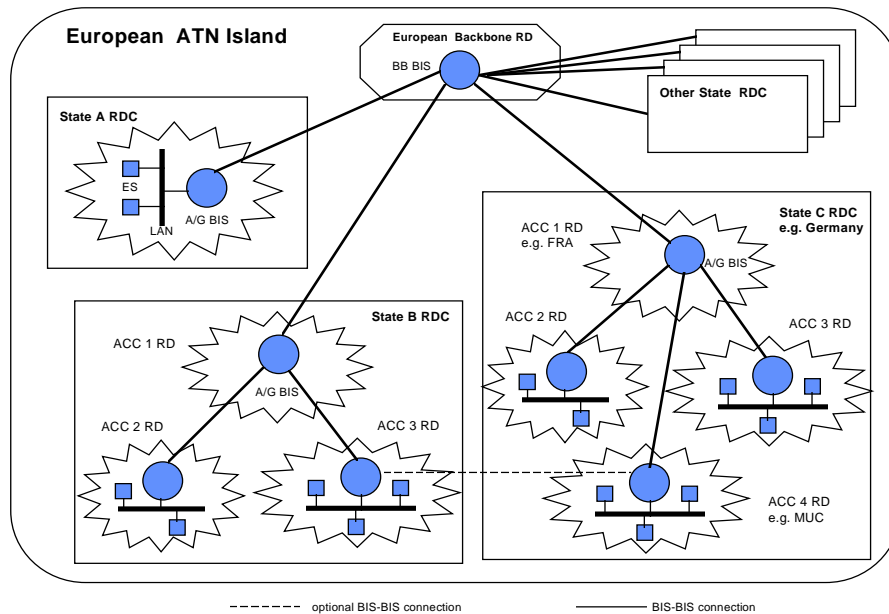 European ATN Island
European Backbone RD
BB BIS
Other State RDC
State A RDC
ES
A/G BIS
LAN
State C RDC
e.g. Germany
ACC 1 RD
e.g. FRA
A/G BIS
ACC 2 RD
ACC 3 RD
State B RDC
ACC 1 RD
A/G BIS
ACC 2 RD
ACC 3 RD
ACC 4 RD
e.g. MUC
optional BIS-BIS connection
BIS-BIS connection